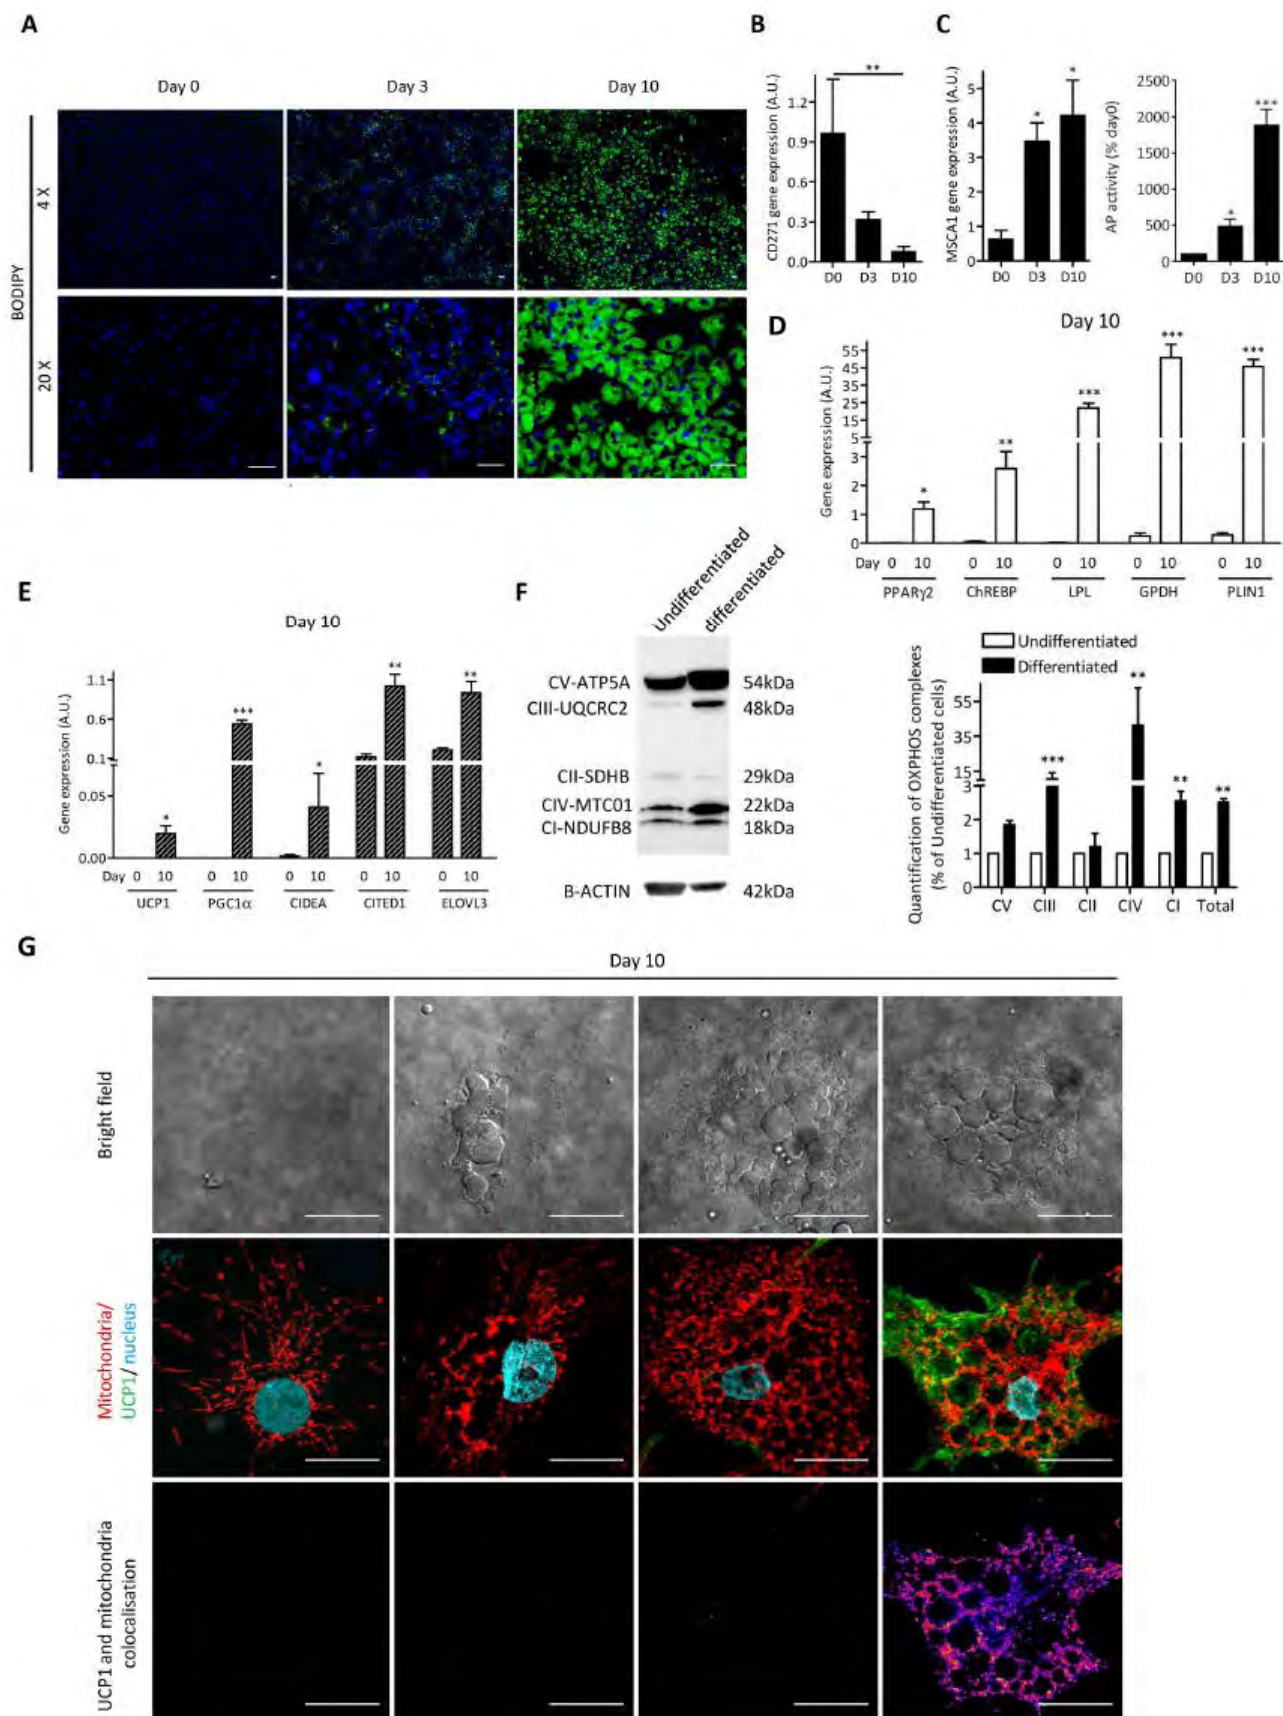 A
Day 0
Day 3
Day 10
BODIPY
4 X
20 X
B
CD271 gene expression (A.U.)
1.2
0.9
0.6
0.3
0.0
**
D0
D3
D10
C
MSCA1 gene expression (A.U.)
5
4
3
2
1
0
*
*
D0
D3
D10
AP activity (% day0)
2500
2000
1500
1000
500
0
*
***
D0
D3
D10
D
Day 10
Gene expression (A.U.)
55
45
35
25
15
5
3
2
1
0
*
**
***
***
***
Day 0 10 0 10 0 10 0 10 0 10
PPARγ2 ChREBP LPL GPDH PLIN1
E
Day 10
Gene expression (A.U.)
1.1
0.6
0.1
0.05
0.00
*
***
*
**
**
Day 0 10 0 10 0 10 0 10 0 10
UCP1 PGC1α CIDEA CITED1 ELOVL3
F
Undifferentiated
differentiated
CV-ATP5A 54kDa
CIII-UQCRC2 48kDa
CII-SDHB 29kDa
CIV-MTC01 22kDa
CI-NDUFB8 18kDa
B-ACTIN 42kDa
Undifferentiated
Differentiated
Quantification of OXPHOS complexes
(% of Undifferentiated cells)
55
35
15
3
2
1
0
***
**
**
**
CV CIII CII CIV CI Total
G
Day 10
Bright field
Mitochondria/
UCP1/ nucleus
UCP1 and mitochondria
colocalisation